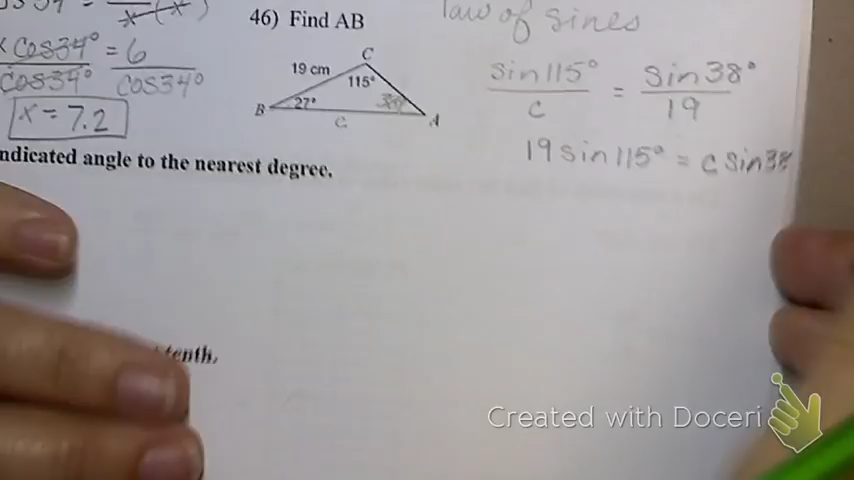 46) Find AB
law of sines
x cos34° = 6
cos34° cos34°
x = 7.2
C
19 cm
115°
B
27°
38°
c
A
sin115° = sin38°
c 19
19 sin115° = c sin38
ndicated angle to the nearest degree.
tenth.
Created with Doceri